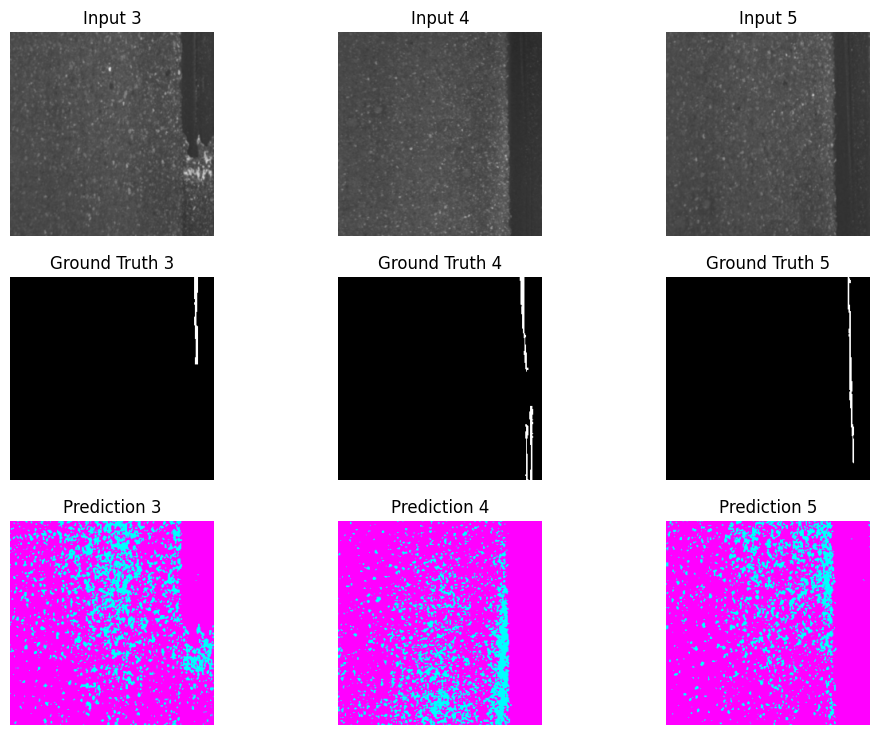 Input 3
Input 4
Input 5
Ground Truth 3
Ground Truth 4
Ground Truth 5
Prediction 3
Prediction 4
Prediction 5